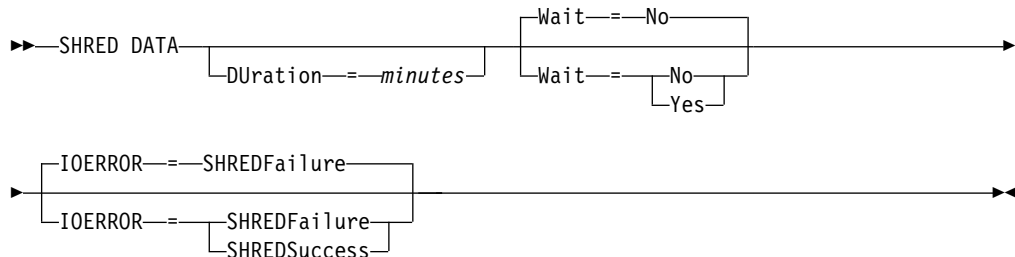 Wait = No
SHRED DATA
DUration = minutes
Wait = No
Yes
IOERROR = SHREDFailure
IOERROR = SHREDFailure
SHREDSuccess